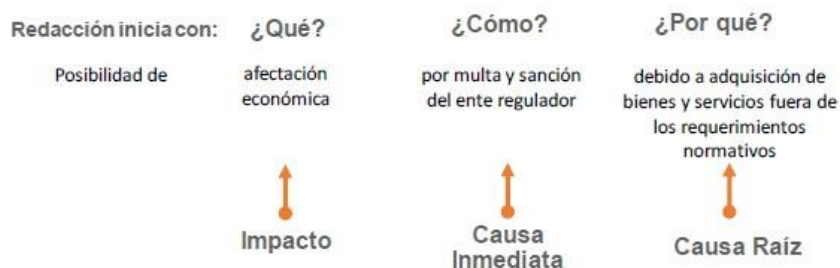 Redacción inicia con: ¿Qué? ¿Cómo? ¿Por qué?
Posibilidad de
afectación
económica
por multa y sanción
del ente regulador
debido a adquisición de
bienes y servicios fuera de
los requerimientos
normativos
Impacto
Causa
Inmediata
Causa Raíz